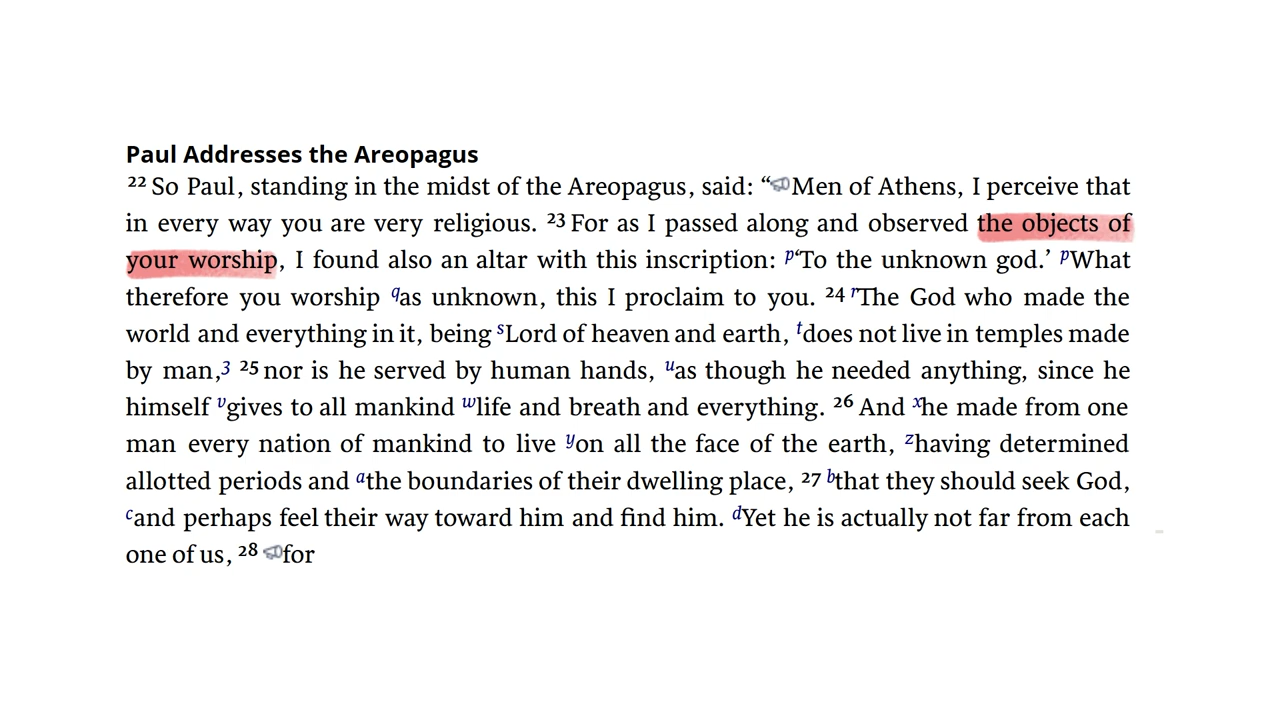 Paul Addresses the Areopagus
22 So Paul, standing in the midst of the Areopagus, said: “Men of Athens, I perceive that
in every way you are very religious. 23 For as I passed along and observed the objects of
your worship, I found also an altar with this inscription: p‘To the unknown god.’ pWhat
therefore you worship qas unknown, this I proclaim to you. 24 rThe God who made the
world and everything in it, being sLord of heaven and earth, tdoes not live in temples made
by man,3 25 nor is he served by human hands, uas though he needed anything, since he
himself vgives to all mankind wlife and breath and everything. 26 And xhe made from one
man every nation of mankind to live yon all the face of the earth, zhaving determined
allotted periods and athe boundaries of their dwelling place, 27 bthat they should seek God,
cand perhaps feel their way toward him and find him. dYet he is actually not far from each
one of us, 28 for